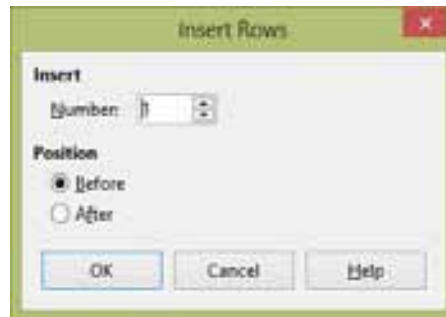 Insert Rows
Insert
Number: 1
Position
Before
After
OK Cancel Help